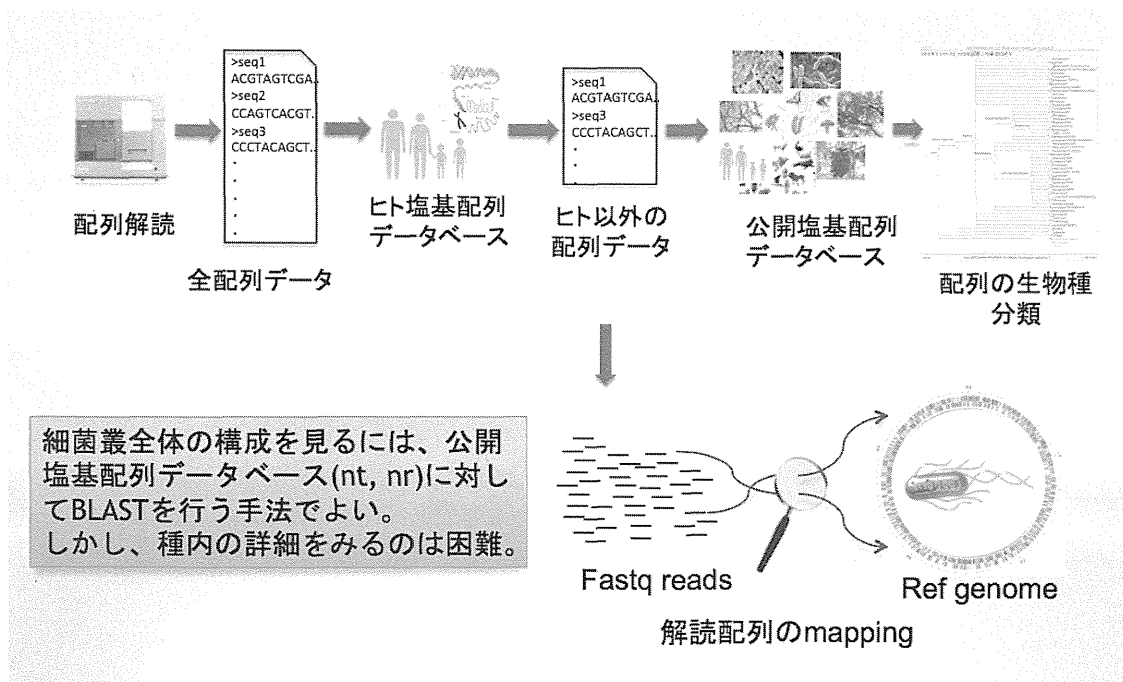 >seq1
ACGTAGTCGA..
>seq2
CCAGTCACGT..
>seq3
CCCTACAGCT..
.
.
.
.
.
.
配列解読
全配列データ
ヒト塩基配列
データベース
>seq1
ACGTAGTCGA..
>seq3
CCCTACAGCT..
.
.
.
ヒト以外の
配列データ
公開塩基配列
データベース
配列の生物種
分類
細菌叢全体の構成を見るには、公開
塩基配列データベース(nt, nr)に対し
てBLASTを行う手法でよい。
しかし、種内の詳細をみるのは困難。
Fastq reads
Ref genome
解読配列のmapping